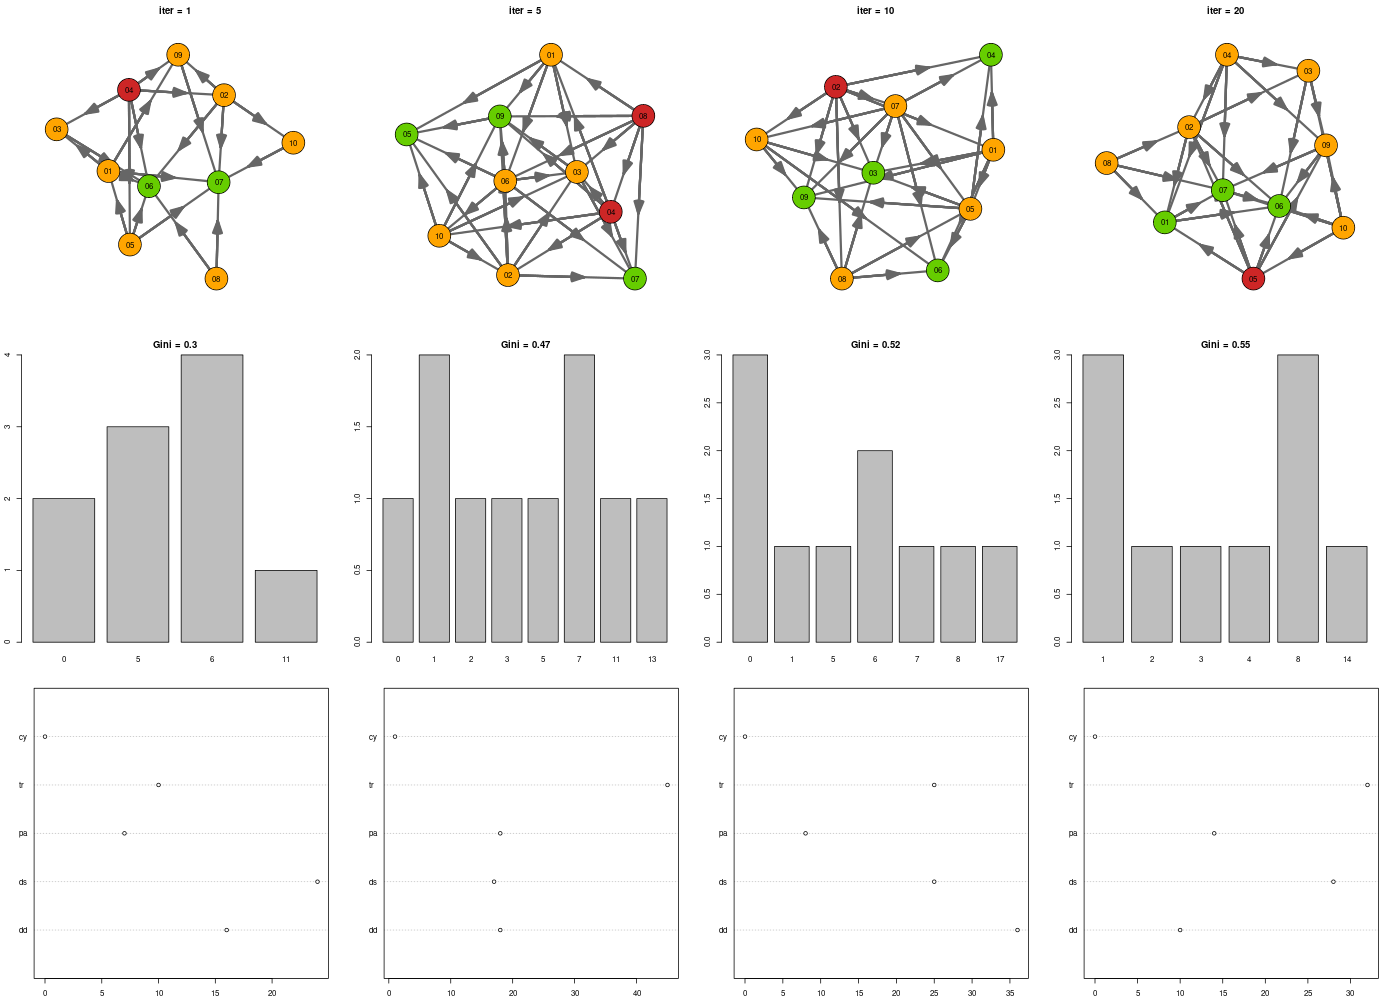 iter = 1
iter = 5
iter = 10
iter = 20
09
04
02
03
10
01
06
07
05
08
01
09
08
05
06
03
04
10
02
07
04
02
07
10
01
03
09
05
06
08
04
03
02
09
08
07
06
01
10
05
Gini = 0.3
4
3
2
1
0
0 5 6 11
Gini = 0.47
2.0
1.5
1.0
0.5
0.0
0 1 2 3 5 7 11 13
Gini = 0.52
3.0
2.5
2.0
1.5
1.0
0.5
0.0
0 1 5 6 7 8 17
Gini = 0.55
3.0
2.5
2.0
1.5
1.0
0.5
0.0
1 2 3 4 8 14
cy
tr
pa
ds
dd
0 5 10 15 20
cy
tr
pa
ds
dd
0 10 20 30 40
cy
tr
pa
ds
dd
0 5 10 15 20 25 30 35
cy
tr
pa
ds
dd
0 5 10 15 20 25 30